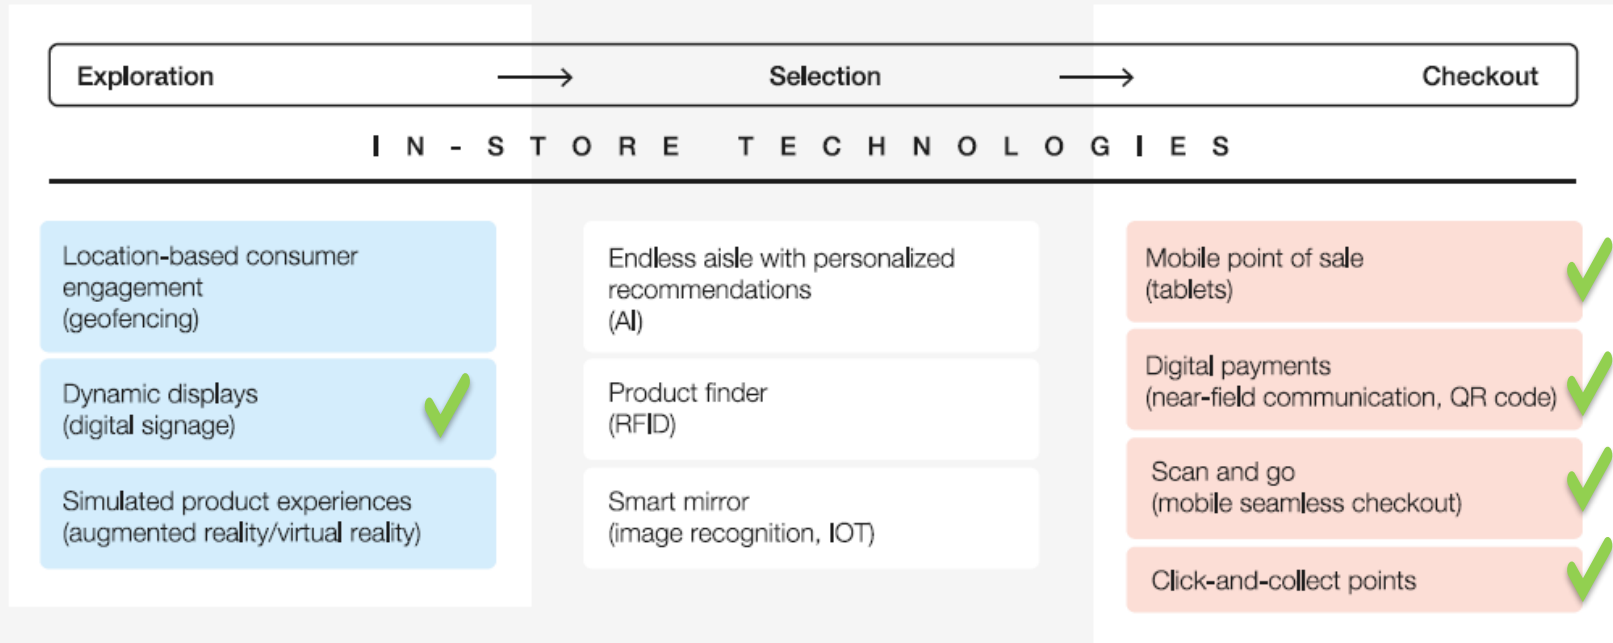 Exploration → Selection → Checkout
IN-STORE TECHNOLOGIES
Location-based consumer
engagement
(geofencing)
Dynamic displays
(digital signage)
Simulated product experiences
(augmented reality/virtual reality)
Endless aisle with personalized
recommendations
(AI)
Product finder
(RFID)
Smart mirror
(image recognition, IOT)
Mobile point of sale
(tablets)
Digital payments
(near-field communication, QR code)
Scan and go
(mobile seamless checkout)
Click-and-collect points